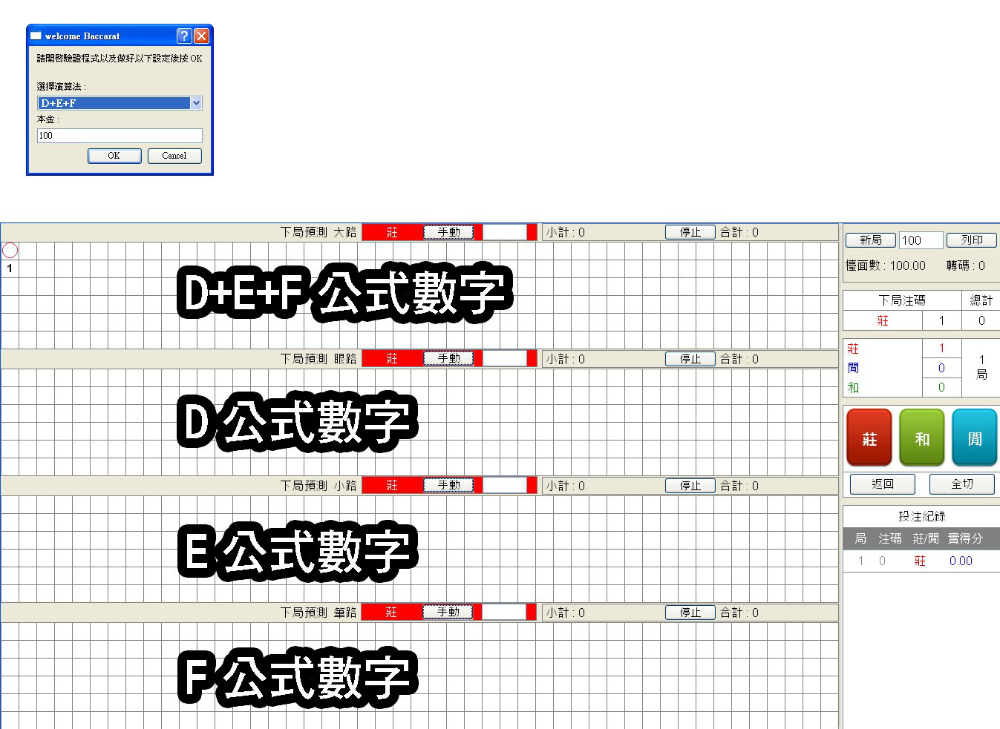 welcome Baccarat
請開啓驗證程式以及做好以下設定後按 OK
選擇演算法 :
D+E+F
本金 :
100
OK Cancel
下局預測 大路 莊 手動 小計 : 0 停止 合計 : 0
1
D+E+F 公式數字
下局預測 眼路 莊 手動 小計 : 0 停止 合計 : 0
D 公式數字
下局預測 小路 莊 手動 小計 : 0 停止 合計 : 0
E 公式數字
下局預測 筆路 莊 手動 小計 : 0 停止 合計 : 0
F 公式數字
新局 100 列印
檯面數 : 100.00 轉碼 : 0
下局注碼 總計
莊 1 0
莊 1
閒 0
和 0
1
局
莊 和 閒
返回 全切
投注紀錄
局 注碼 莊/閒 實得分
1 0 莊 0.00